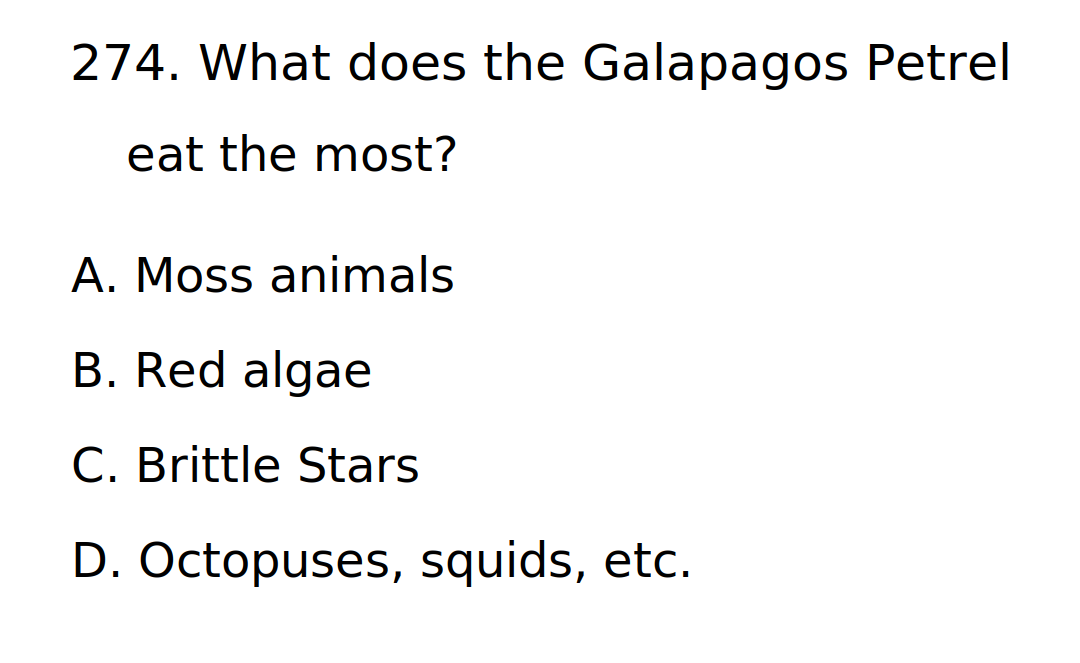 274. What does the Galapagos Petrel
eat the most?
A. Moss animals
B. Red algae
C. Brittle Stars
D. Octopuses, squids, etc.